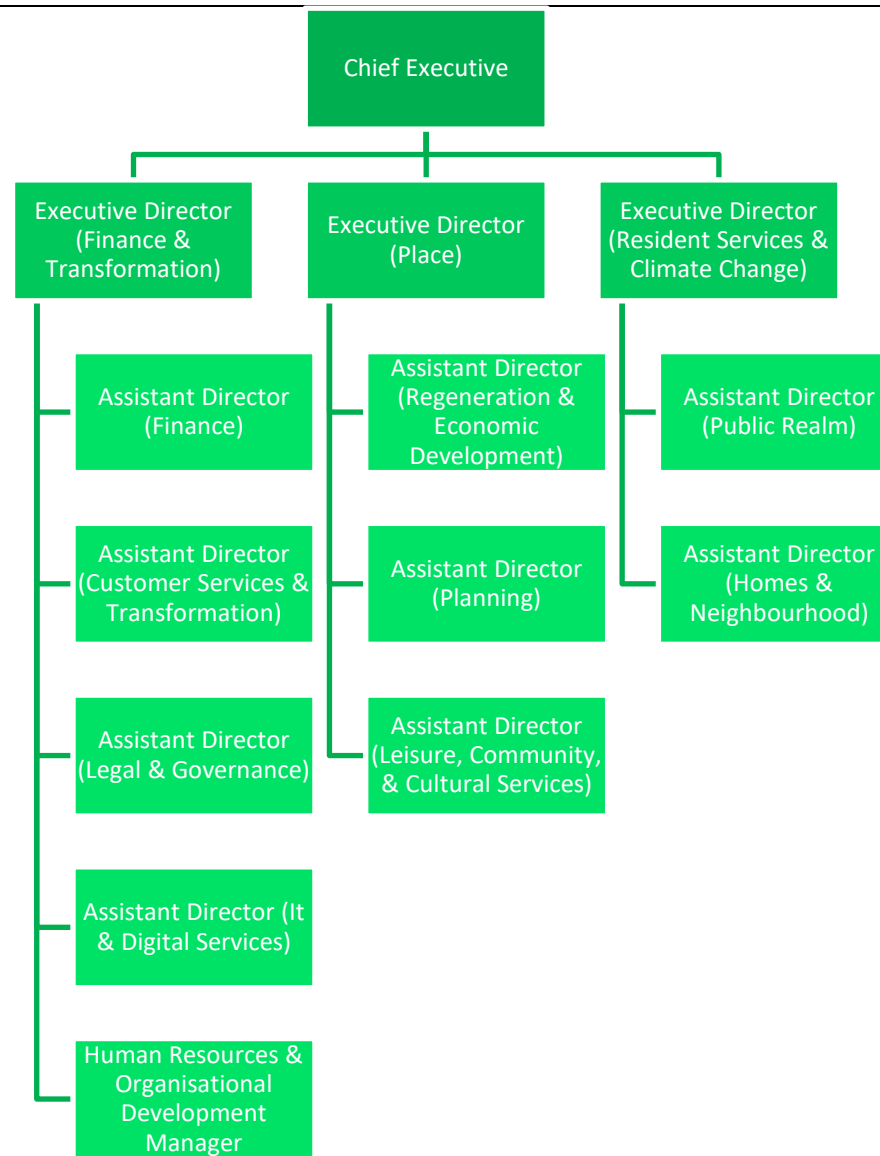 Chief Executive
Executive Director
(Finance &
Transformation)
Executive Director
(Place)
Executive Director
(Resident Services &
Climate Change)
Assistant Director
(Finance)
Assistant Director
(Customer Services &
Transformation)
Assistant Director
(Legal & Governance)
Assistant Director (It
& Digital Services)
Human Resources &
Organisational
Development
Manager
Assistant Director
(Regeneration &
Economic
Development)
Assistant Director
(Planning)
Assistant Director
(Leisure, Community,
& Cultural Services)
Assistant Director
(Public Realm)
Assistant Director
(Homes &
Neighbourhood)